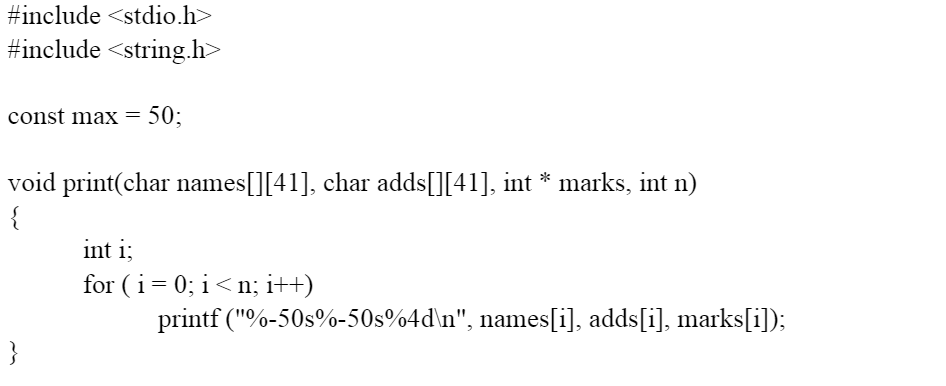 #include <stdio.h>
#include <string.h>
const max = 50;
void print(char names[][41], char adds[][41], int * marks, int n)
{
int i;
for ( i = 0; i < n; i++)
printf ("%-50s%-50s%4d\n", names[i], adds[i], marks[i]);
}